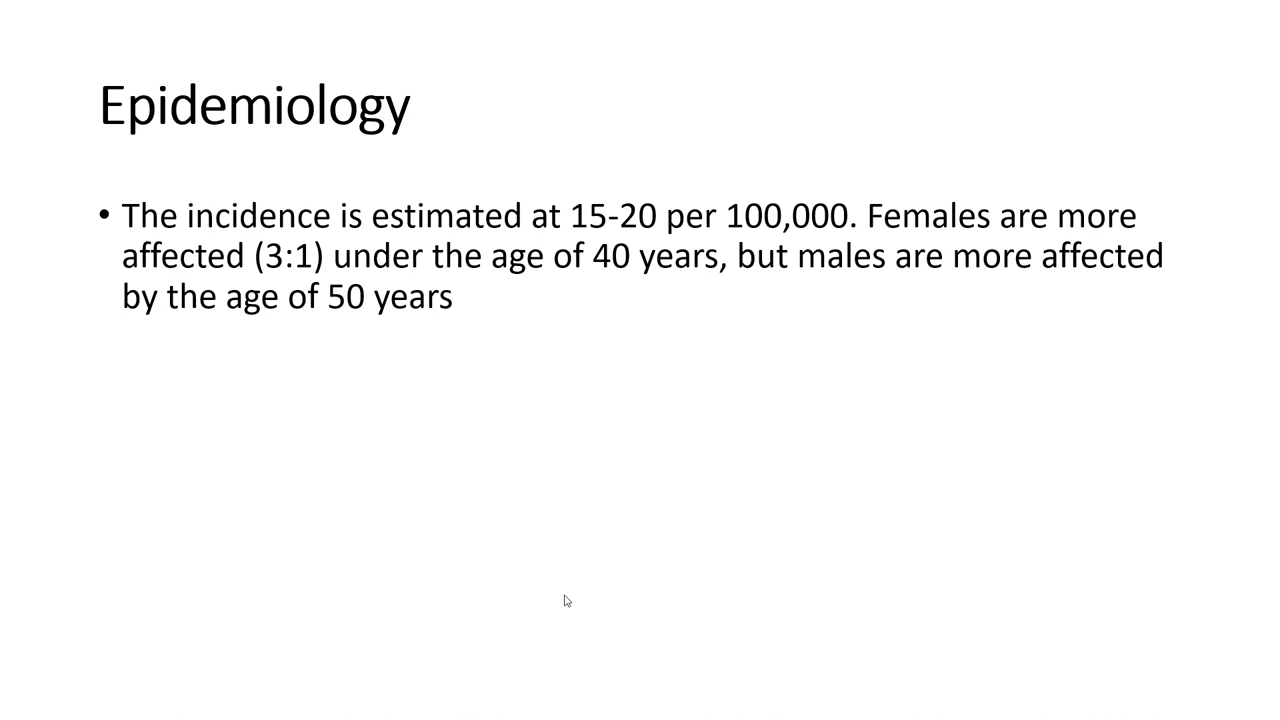 Epidemiology
• The incidence is estimated at 15-20 per 100,000. Females are more
affected (3:1) under the age of 40 years, but males are more affected
by the age of 50 years